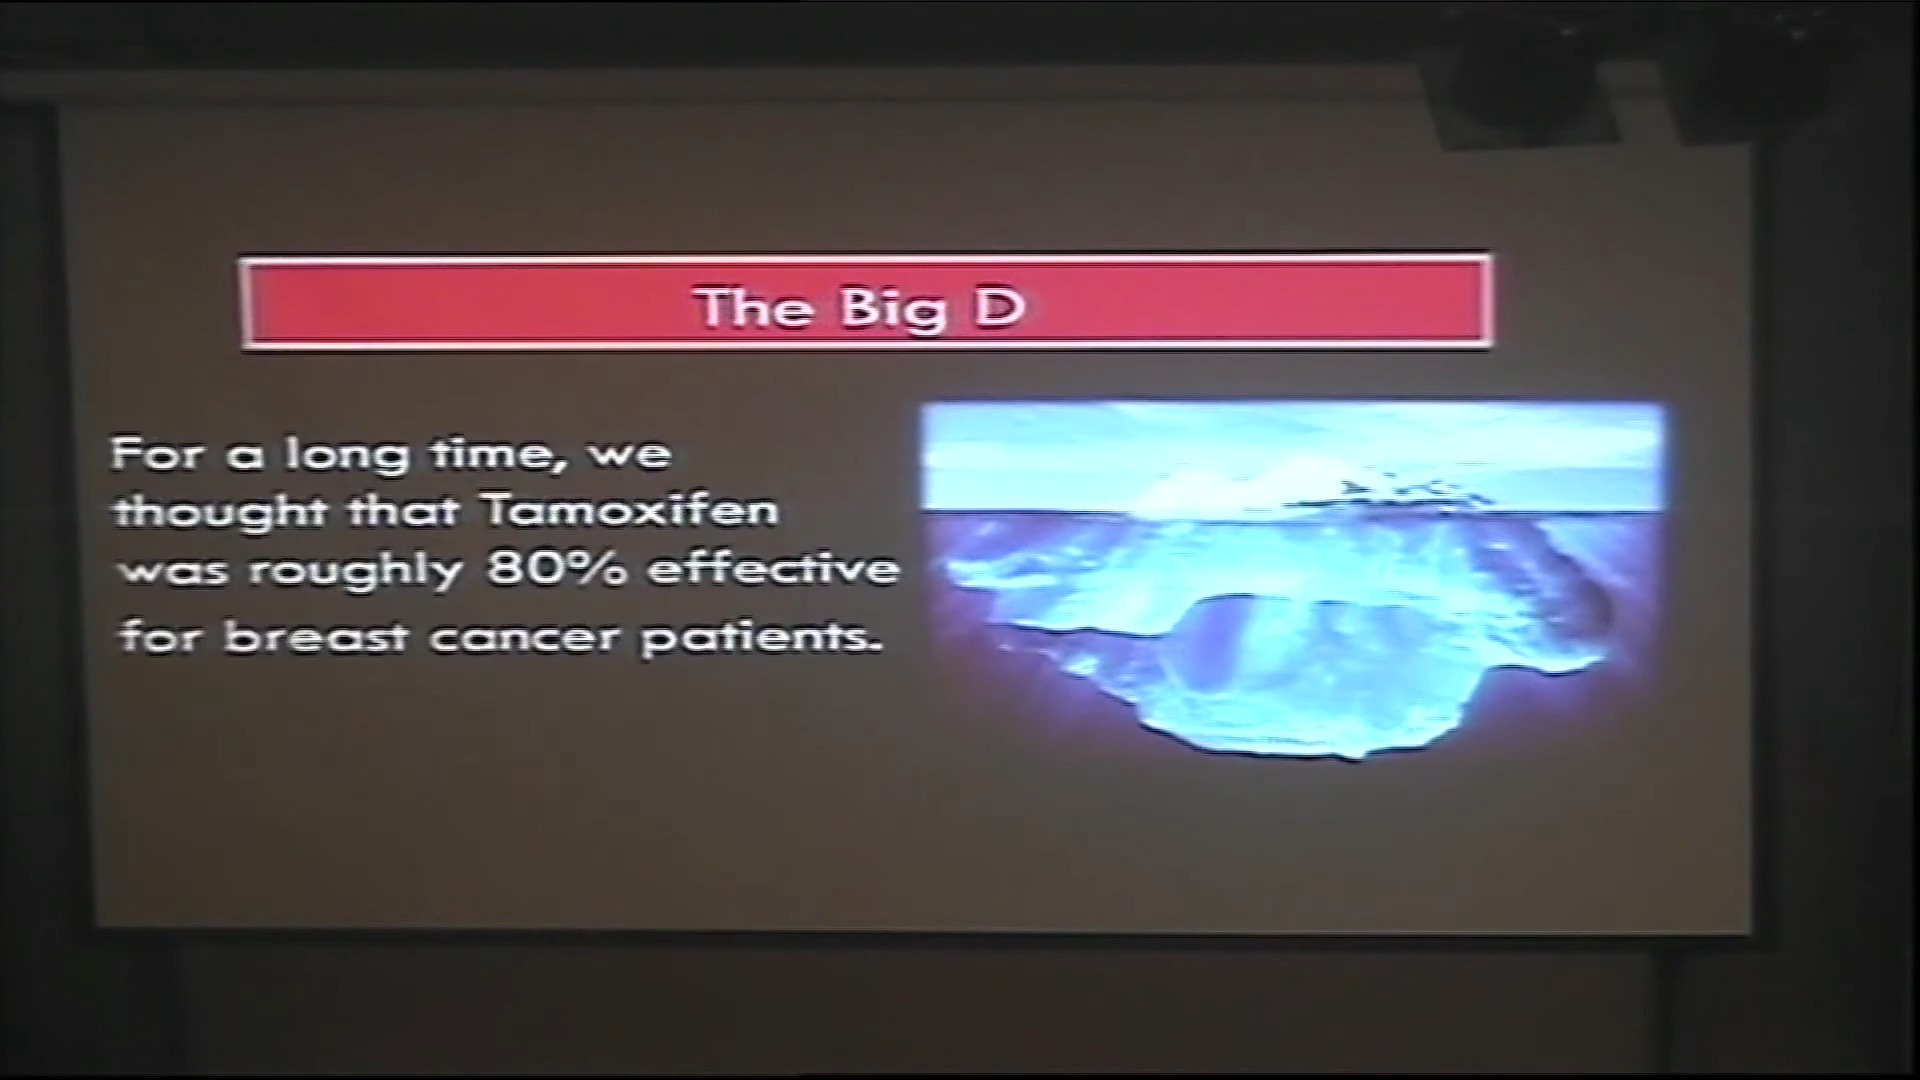 The Big D
For a long time, we
thought that Tamoxifen
was roughly 80% effective
for breast cancer patients.